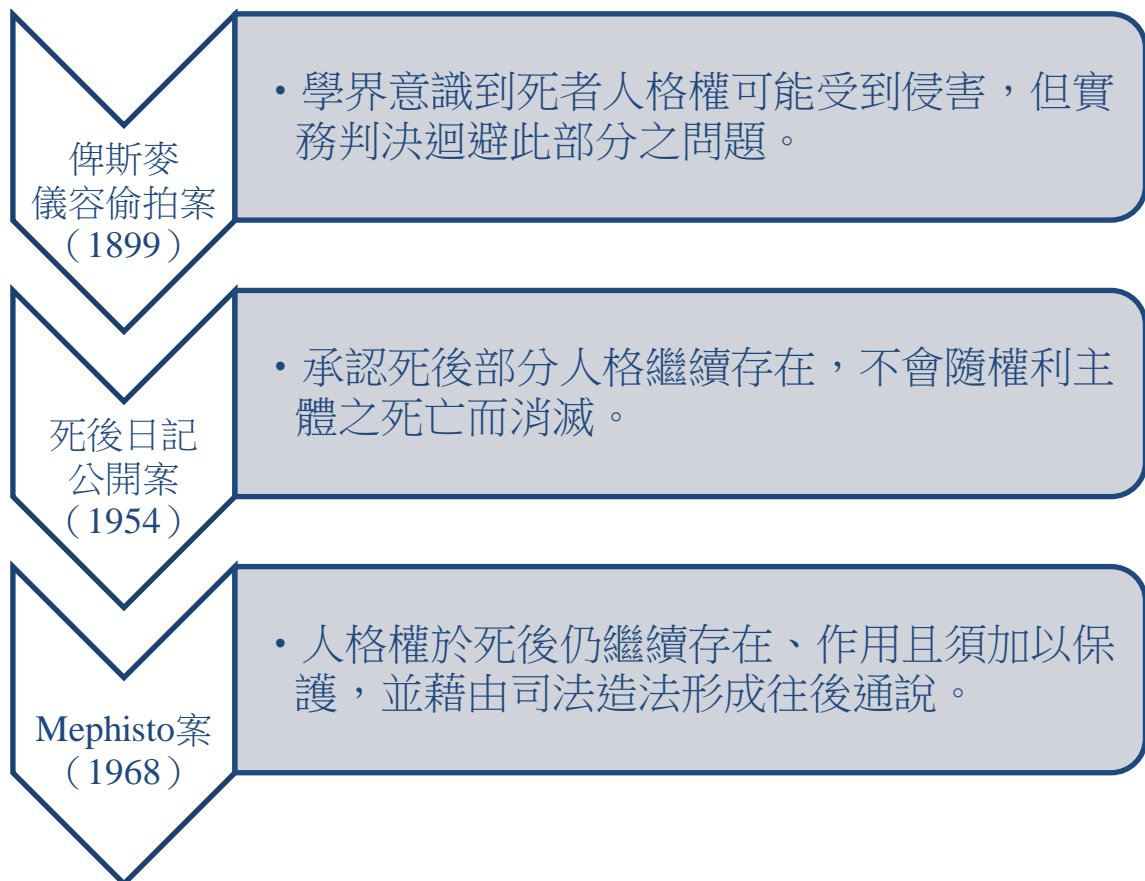 俾斯麥
儀容偷拍案
（1899）
•學界意識到死者人格權可能受到侵害，但實
務判決迴避此部分之問題。
死後日記
公開案
（1954）
•承認死後部分人格繼續存在，不會隨權利主
體之死亡而消滅。
Mephisto案
（1968）
•人格權於死後仍繼續存在、作用且須加以保
護，並藉由司法造法形成往後通說。